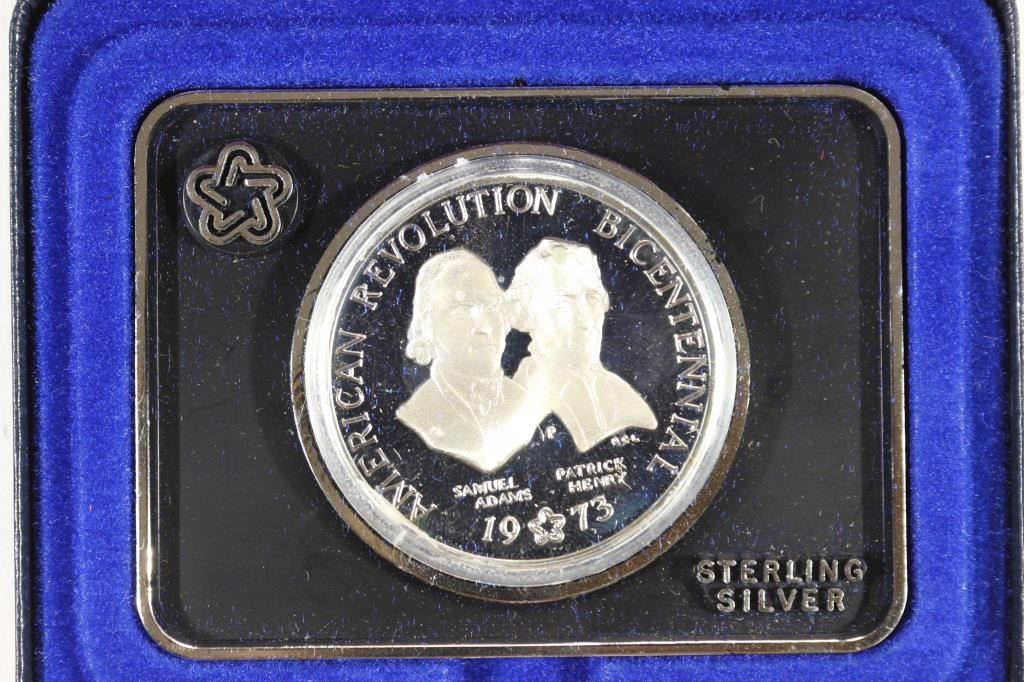 AMERICAN REVOLUTION BICENTENNIAL
SAMUEL ADAMS
PATRICK HENRY
19 73
STERLING
SILVER